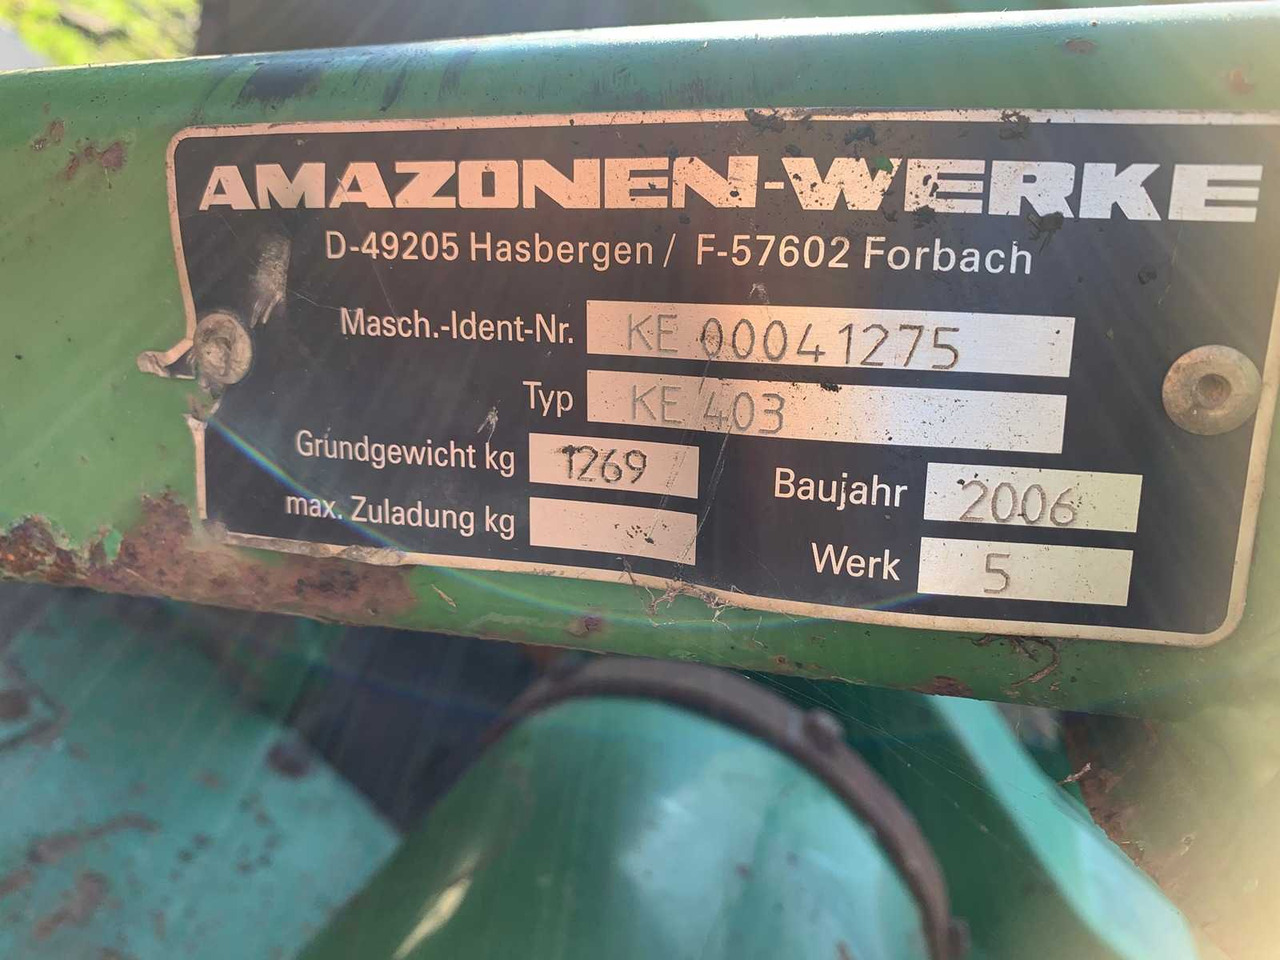 AMAZONEN-WERKE
D-49205 Hasbergen / F-57602 Forbach
Masch.-Ident-Nr. KE 00041275
Typ KE 403
Grundgewicht kg 1269 Baujahr 2006
max. Zuladung kg Werk 5